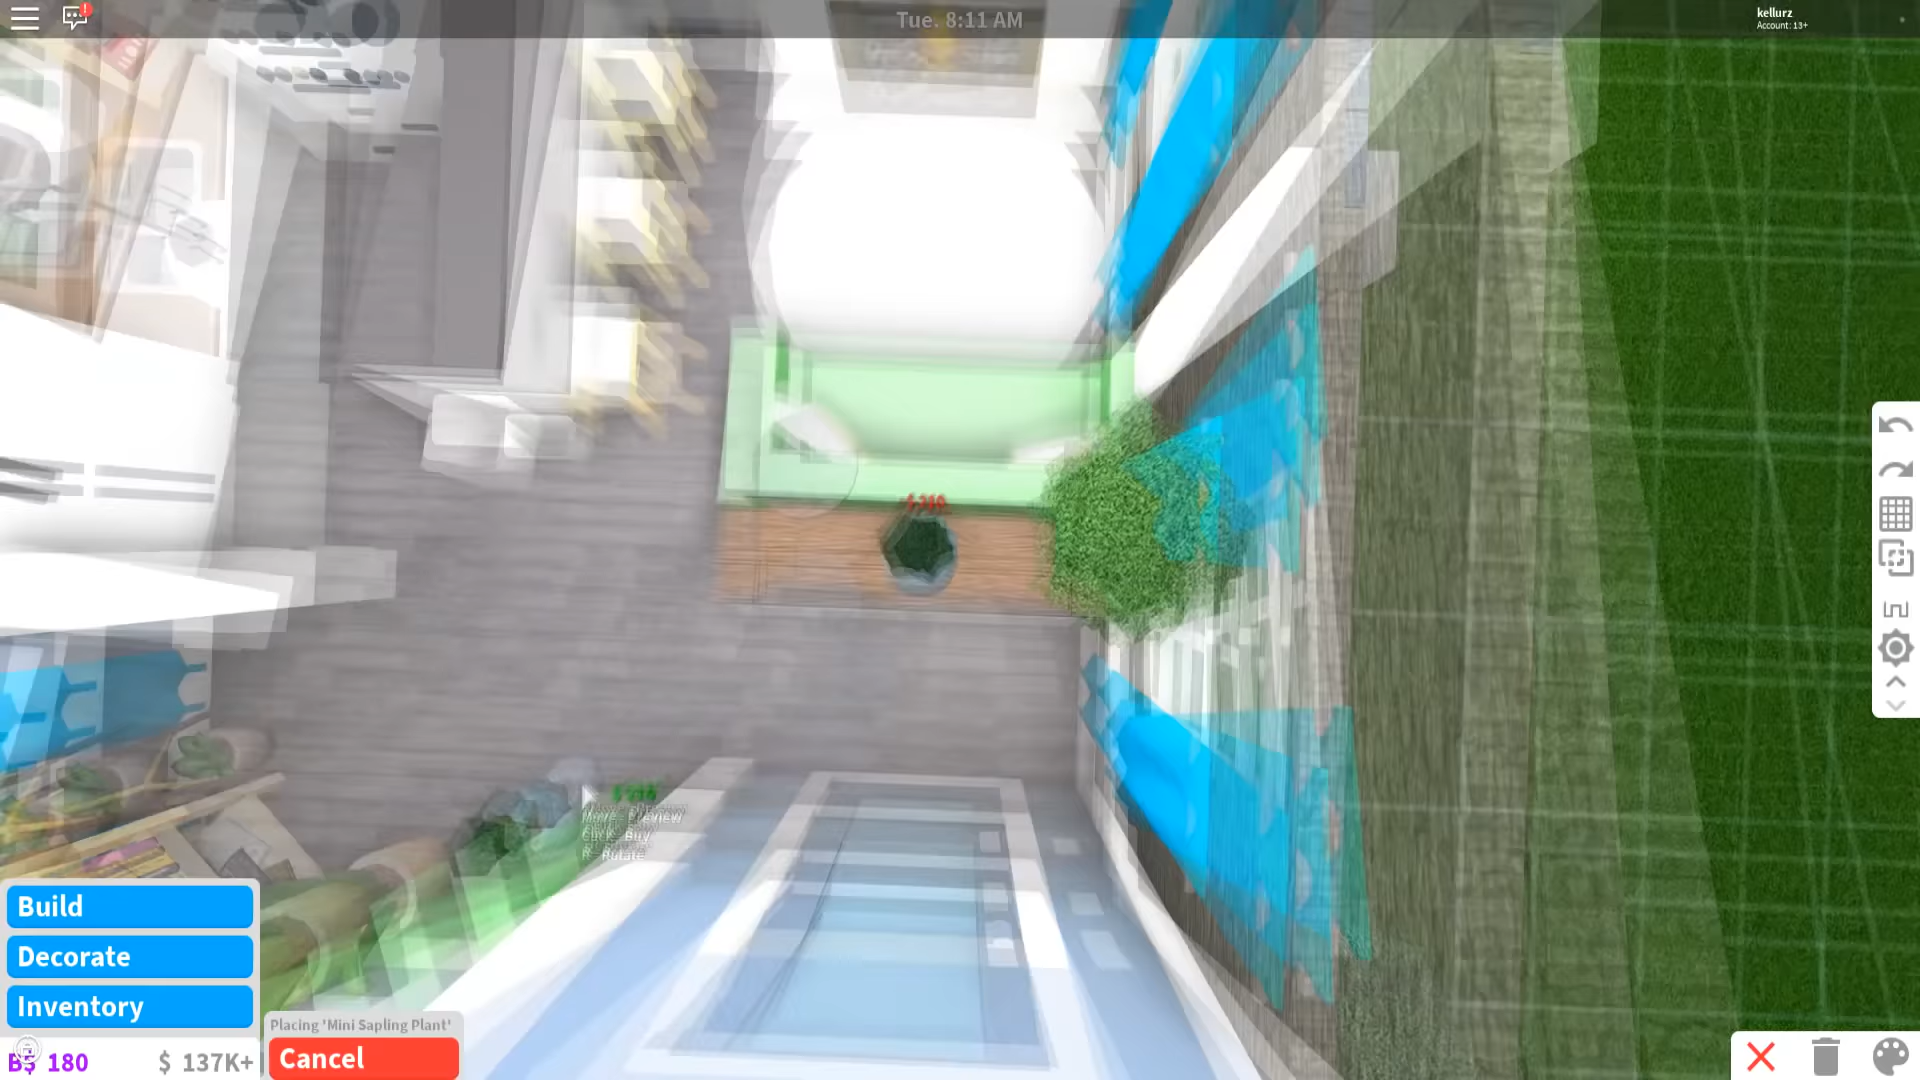 Tue. 8:11 AM
kellurz
Account: 13+
Build
Decorate
Inventory
B$ 180
$ 137K+
Placing 'Mini Sapling Plant'
Cancel